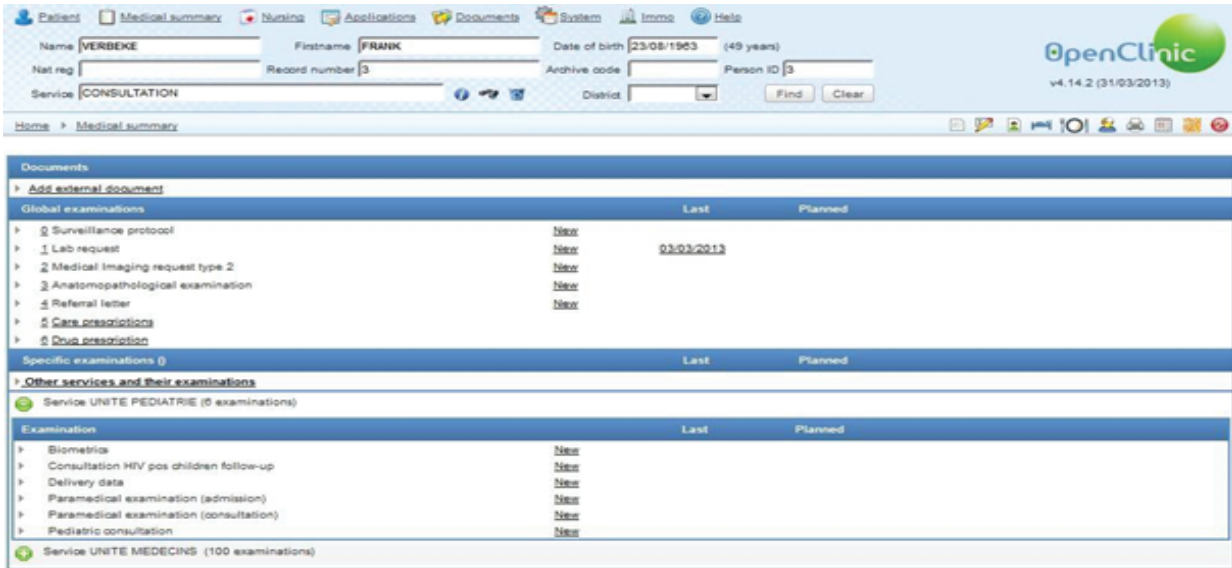 Patient Medical summary Nursing Applications Documents System Immo Help
Name VERBEKE Firstname FRANK Date of birth 23/08/1963 (49 years)
Nat reg Record number 3 Archive code Person ID 3
Service CONSULTATION District Find Clear
OpenClinic
v4.14.2 (31/03/2013)
Home Medical summary
Documents
Add external document
Global examinations Last Planned
0 Surveillance protocol New
1 Lab request New 03/03/2013
2 Medical Imaging request type 2 New
3 Anatomopathological examination New
4 Referral letter New
5 Care prescriptions
6 Drug prescription
Specific examinations () Last Planned
Other services and their examinations
Service UNITE PEDIATRIE (6 examinations)
Examination Last Planned
Biometrics New
Consultation HIV pos children follow-up New
Delivery data New
Paramedical examination (admission) New
Paramedical examination (consultation) New
Pediatric consultation New
Service UNITE MEDECINS (100 examinations)